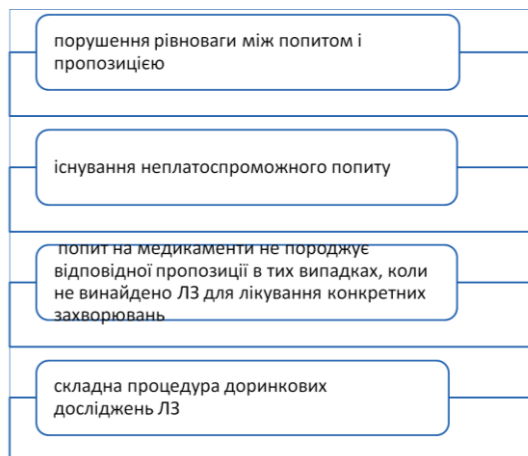 порушення рівноваги між попитом і
пропозицією
існування неплатоспроможного попиту
попит на медикаменти не породжує
відповідної пропозиції в тих випадках, коли
не винайдено ЛЗ для лікування конкретних
захворювань
складна процедура доринкових
досліджень ЛЗ